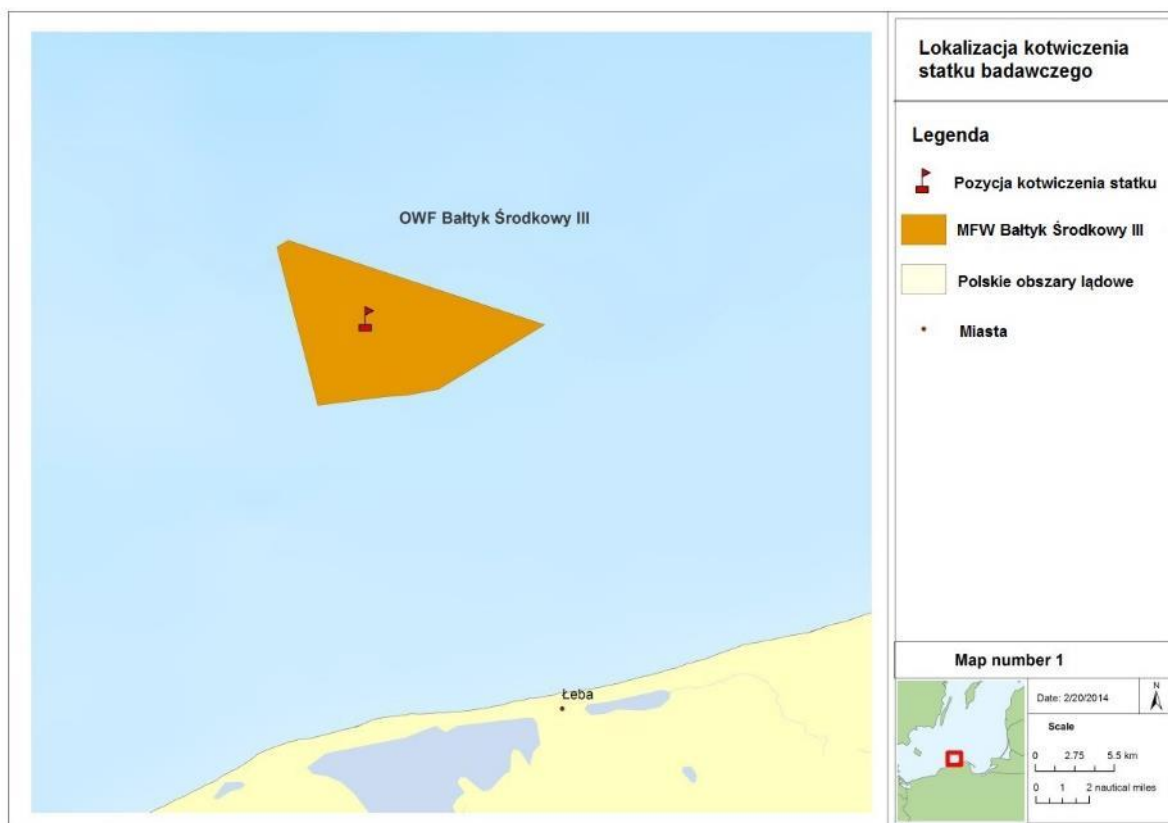 OWF Bałtyk Środkowy III
Łeba
Lokalizacja kotwiczenia
statku badawczego
Legenda
Pozycja kotwiczenia statku
MFW Bałtyk Środkowy III
Polskie obszary lądowe
Miasta
Map number 1
Date: 2/20/2014
N
Scale
0 2.75 5.5 km
0 1 2 nautical miles